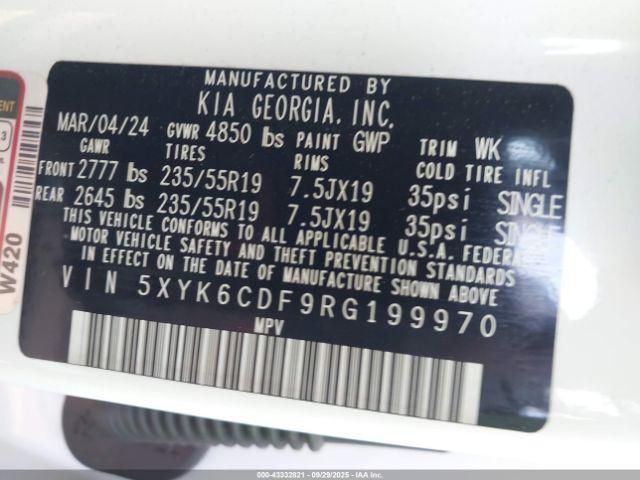 MANUFACTURED BY
KIA GEORGIA, INC.
MAR/04/24 GVWR 4850 lbs PAINT GWP TRIM WK
GAWR TIRES RIMS COLD TIRE INFL
FRONT 2777 lbs 235/55R19 7.5JX19 35psi SINGLE
REAR 2645 lbs 235/55R19 7.5JX19 35psi SINGLE
THIS VEHICLE CONFORMS TO ALL APPLICABLE U.S.A. FEDERAL
MOTOR VEHICLE SAFETY AND THEFT PREVENTION STANDARDS
IN EFFECT ON THE DATE OF MANUFACTURE SHOWN ABOVE.
VIN 5XYK6CDF9RG199970
MPV
W420
000-43332821 - 09/29/2025 - IAAI